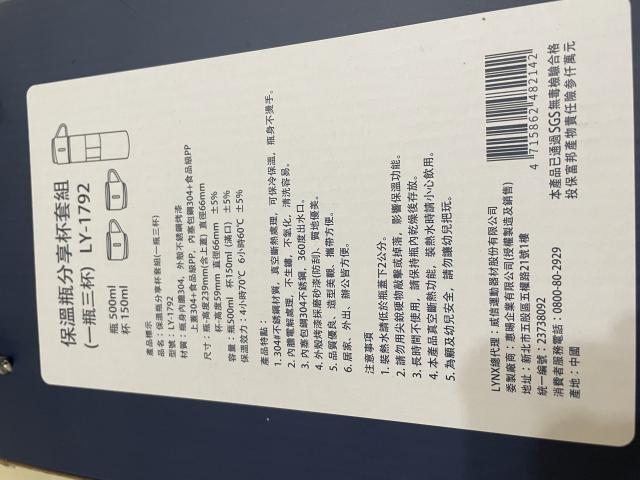 保溫瓶分享杯套組
(一瓶三杯) LY-1792
瓶 500ml
杯 150ml
產品標示
品名：保溫瓶分享杯套組(一瓶三杯)
型號：LY-1792
材質：瓶身內膽304, 外殼不銹鋼烤漆
上蓋304+食品級PP, 內塞包鋼304+食品級PP
尺寸：瓶-高度239mm(含上蓋) 直徑66mm
杯-高度59mm 直徑66mm ±5%
容量：瓶500ml 杯150ml(滿口) ±5%
保溫效力：4小時70℃ 6小時60℃ ±5%
產品特點：
1. 304不銹鋼材質，真空斷熱處理，可保冷保溫，瓶身不燙手。
2. 內膽電解處理，不生鏽，不氧化，清洗容易。
3. 內塞包鋼304不銹鋼，360度出水口。
4. 外殼烤漆採磨砂漆(防刮)、質地優美。
5. 品質優良、造型美觀、攜帶方便。
6. 居家、外出、辦公皆方便。
注意事項
1. 裝熱水請低於瓶蓋下2公分。
2. 請勿用尖銳硬物敲擊或掉落，影響保溫功能。
3. 長時間不使用，請保持瓶內乾燥後存放。
4. 本產品真空斷熱功能，裝熱水時請小心飲用。
5. 為顧及幼兒安全，請勿讓幼兒把玩。
LYNX總代理：威信運動器材股份有限公司
委製廠商：惠暘企業有限公司(授權製造及銷售)
地址：新北市五股區五權路21號1樓
統一編號：23738092
消費者服務電話：0800-80-2929
產地：中國
4 715862 482142
本產品已通過SGS無毒檢驗合格
投保富邦產物責任險參仟萬元